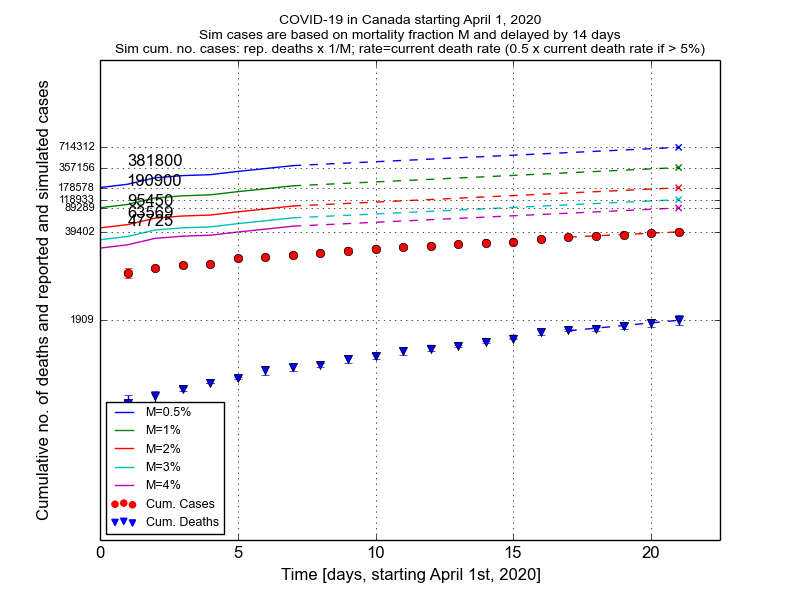 COVID-19 in Canada starting April 1, 2020
Sim cases are based on mortality fraction M and delayed by 14 days
Sim cum. no. cases: rep. deaths x 1/M; rate=current death rate (0.5 x current death rate if > 5%)
Cumulative no. of deaths and reported and simulated cases
714312
357156
178578
118933
89289
39402
1909
381800
190900
95450
63569
47725
M=0.5%
M=1%
M=2%
M=3%
M=4%
Cum. Cases
Cum. Deaths
0 5 10 15 20
Time [days, starting April 1st, 2020]